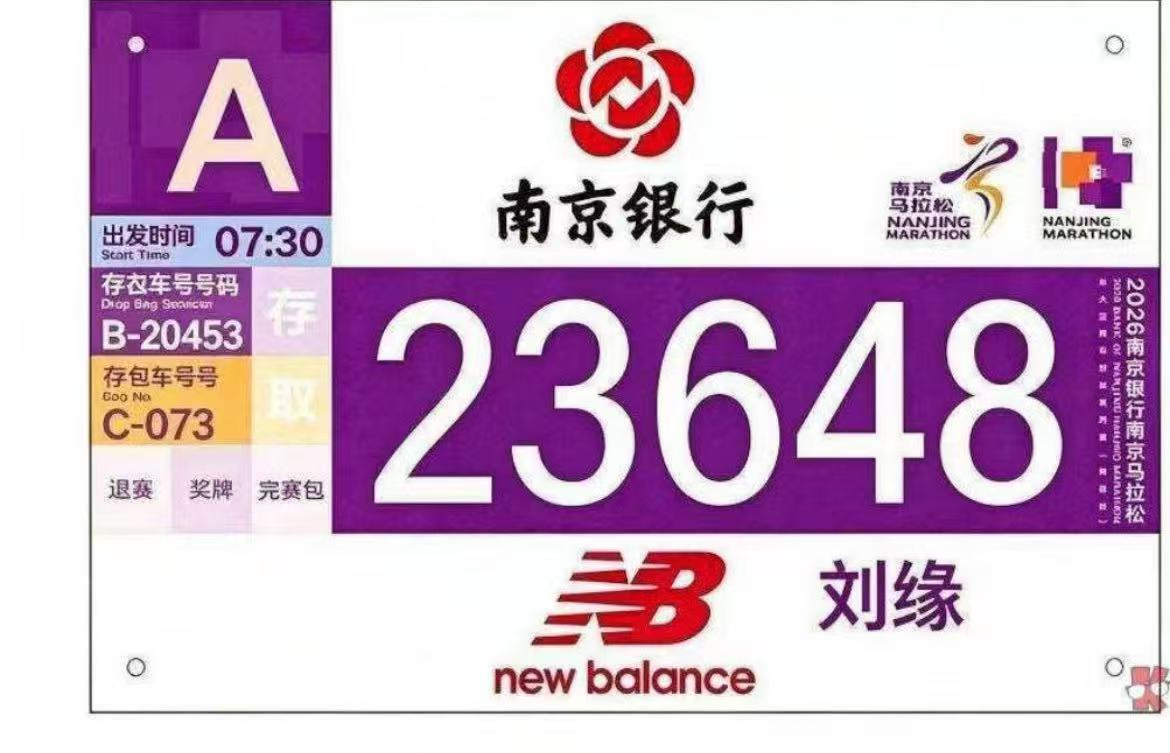 A
南京银行
南京
马拉松
NANJING
MARATHON
NANJING
MARATHON
出发时间
Start Time
07:30
存衣车号号码
Drop Bag
B-20453
存
存包车号号
C-073
取
退赛
奖牌
完赛包
23648
2026南京银行南京马拉松
NB
new balance
刘缘